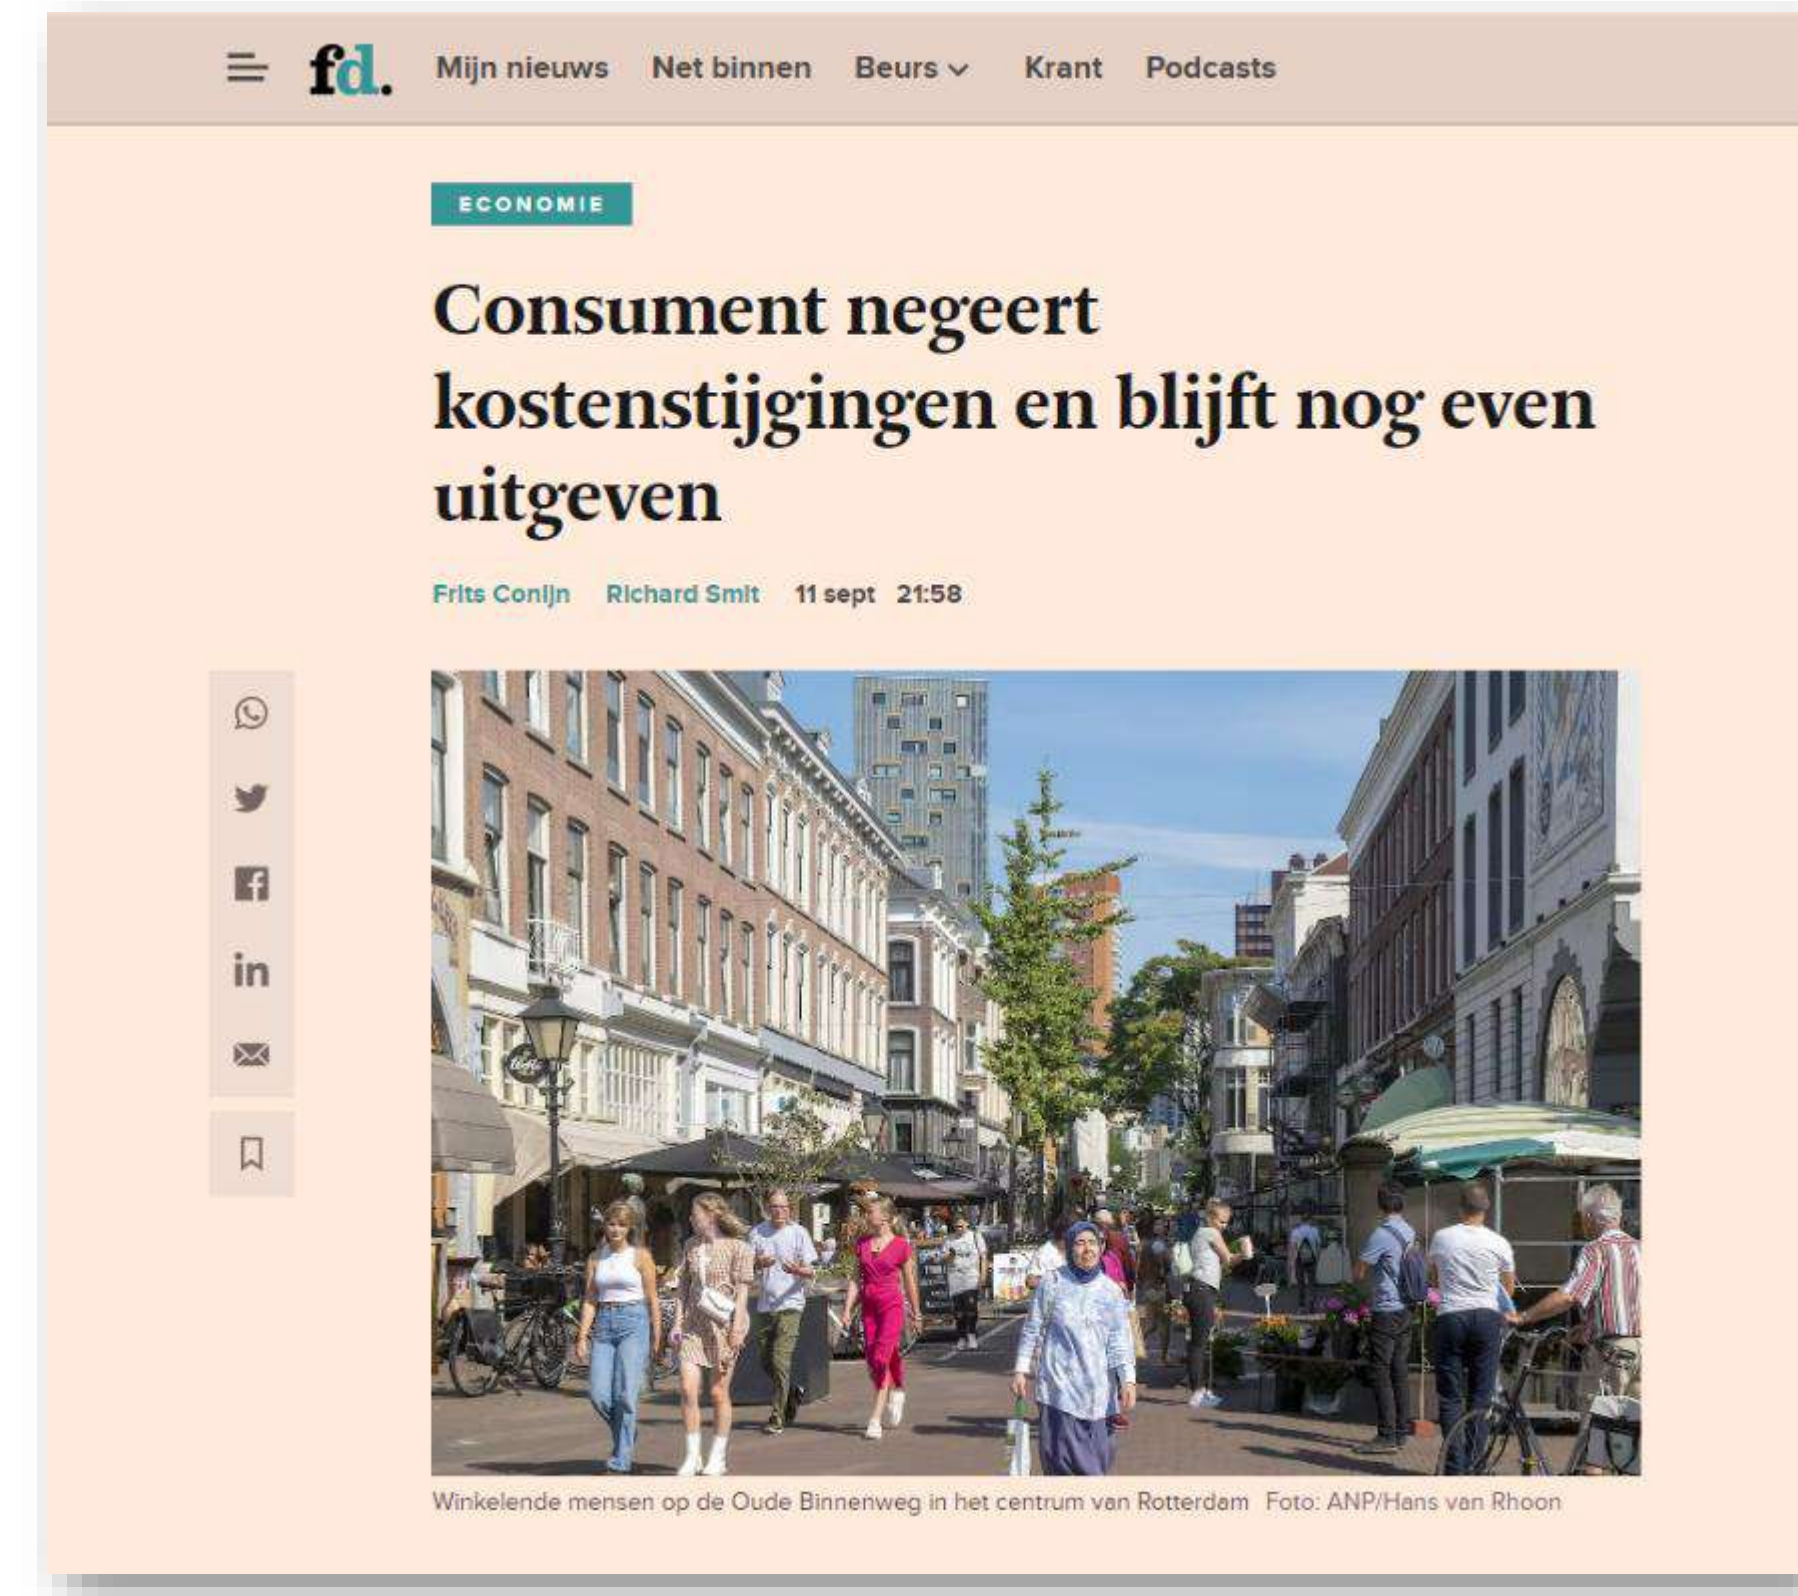 fd. Mijn nieuws Net binnen Beurs Krant Podcasts
ECONOMIE
Consument negeert
kostenstijgingen en blijft nog even
uitgeven
Frits Conijn Richard Smit 11 sept 21:58
in
Winkelende mensen op de Oude Binnenweg in het centrum van Rotterdam Foto: ANP/Hans van Rhoon